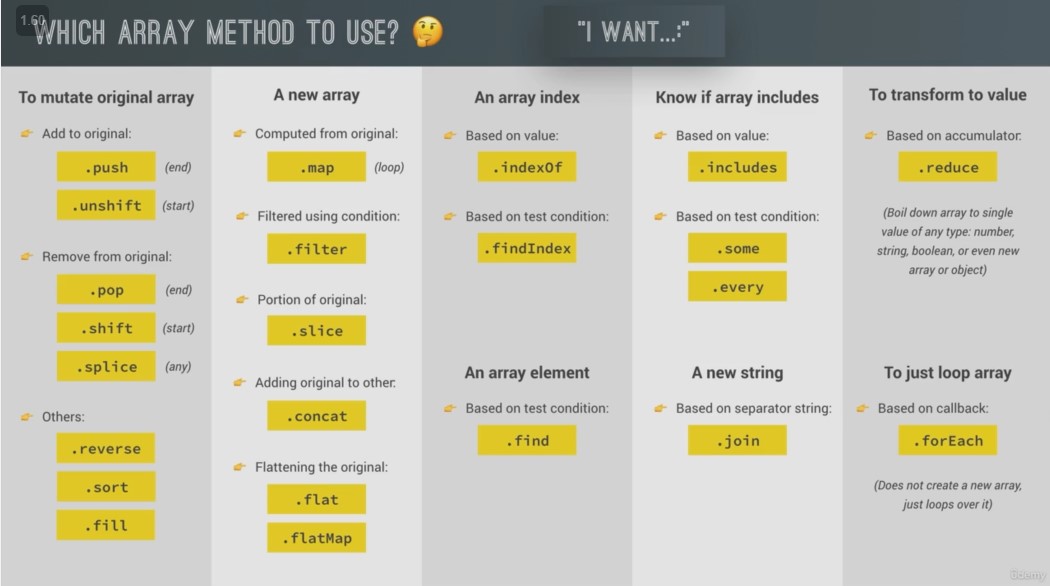 1.60
WHICH ARRAY METHOD TO USE? 🤔
"I WANT...:"
To mutate original array
👉 Add to original:
.push (end)
.unshift (start)
👉 Remove from original:
.pop (end)
.shift (start)
.splice (any)
👉 Others:
.reverse
.sort
.fill
A new array
👉 Computed from original:
.map (loop)
👉 Filtered using condition:
.filter
👉 Portion of original:
.slice
👉 Adding original to other:
.concat
👉 Flattening the original:
.flat
.flatMap
An array index
👉 Based on value:
.indexOf
👉 Based on test condition:
.findIndex
An array element
👉 Based on test condition:
.find
Know if array includes
👉 Based on value:
.includes
👉 Based on test condition:
.some
.every
A new string
👉 Based on separator string:
.join
To transform to value
👉 Based on accumulator:
.reduce
(Boil down array to single
value of any type: number,
string, boolean, or even new
array or object)
To just loop array
👉 Based on callback:
.forEach
(Does not create a new array,
just loops over it)
Udemy